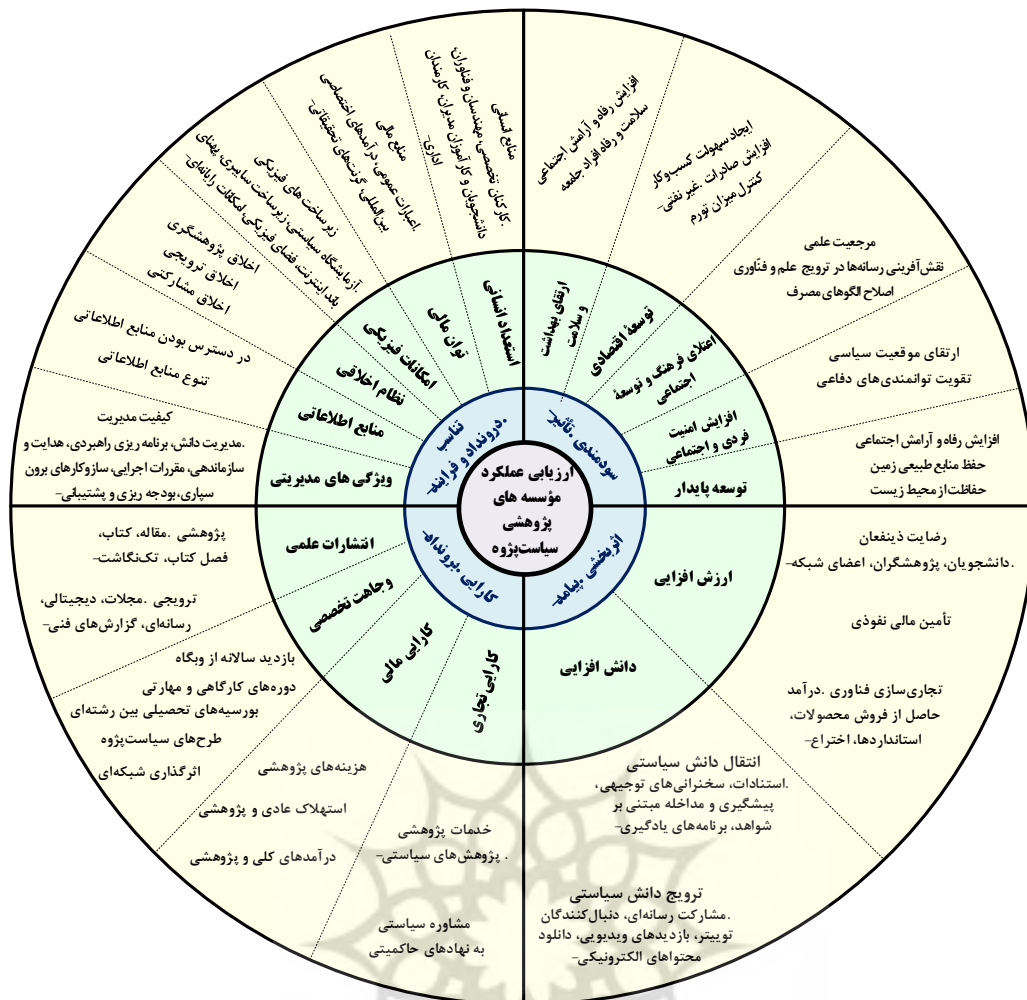 ارزیابی عملکرد
مؤسسه های
پژوهشی
سیاست‌پژوه
تناسب
.درونداد و فرایند-
سودمندی .تأثیر-
کارایی .برونداد-
اثربخشی .پیامد-
استعداد انسانی
توان مالی
امکانات فیزیکی
نظام اخلاقی
منابع اطلاعاتی
ویژگی های مدیریتی
ارتقای بهداشت
و سلامت
توسعۀ اقتصادی
اعتلای فرهنگ و توسعۀ
اجتماعی
افزایش امنیت
فردی و اجتماعی
توسعه پایدار
انتشارات علمی
وجاهت تخصصی
کارایی مالی
کارایی تجاری
ارزش افزایی
دانش افزایی
منابع انسانی
.کارکنان تخصصی، مهندسان و فناوران،
دانشجویان و کارآموزان مدیران، کارمندان
اداری-
منابع مالی
.اعتبارات عمومی، درآمدهای اختصاصی
بین‌المللی، گرنت‌های تحقیقاتی-
زیرساخت های فیزیکی
.آزمایشگاه سیاستی، زیرساخت سایبری، پهنای
باند اینترنت، فضای فیزیکی، امکانات رایانه‌ای-
اخلاق پژوهشگری
اخلاق ترویجی
اخلاق مشارکتی
در دسترس بودن منابع اطلاعاتی
تنوع منابع اطلاعاتی
کیفیت مدیریت
.مدیریت دانش، برنامه ریزی راهبردی، هدایت و
سازماندهی، مقررات اجرایی، سازوکارهای برون
سپاری، بودجه ریزی و پشتیبانی-
افزایش رفاه و آرامش اجتماعی
سلامت و رفاه افراد جامعه
ایجاد سهولت کسب‌وکار
افزایش صادرات .غیر نفتی-
کنترل میزان تورم
مرجعیت علمی
نقش‌آفرینی رسانه‌ها در ترویج علم و فنّاوری
اصلاح الگوهای مصرف
ارتقای موقعیت سیاسی
تقویت توانمندی‌های دفاعی
افزایش رفاه و آرامش اجتماعی
حفظ منابع طبیعی زمین
حفاظت‌از محیط زیست
پژوهشی .مقاله، کتاب،
فصل کتاب، تک‌نگاشت-
ترویجی .مجلات، دیجیتالی،
رسانه‌ای، گزارش‌های فنی-
بازدید سالانه از وبگاه
دوره‌های کارگاهی و مهارتی
بورسیه‌های تحصیلی بین رشته‌ای
طرح‌های سیاست‌پژوه
اثرگذاری شبکه‌ای
هزینه‌های پژوهشی
استهلاک عادی و پژوهشی
درآمدهای کلی و پژوهشی
خدمات پژوهشی
. پژوهش‌های سیاستی-
مشاوره سیاستی
به نهادهای حاکمیتی
رضایت ذینفعان
.دانشجویان، پژوهشگران، اعضای شبکه-
تأمین مالی نفوذی
تجاری‌سازی فناوری .درآمد
حاصل از فروش محصولات،
استانداردها، اختراع-
انتقال دانش سیاستی
.استنادات، سخنرانی‌های توجیهی،
پیشگیری و مداخله مبتنی بر
شواهد، برنامه‌های یادگیری-
ترویج دانش سیاستی
.مشارکت رسانه‌ای، دنبال‌کنندگان
توییتر، بازدیدهای ویدیویی، دانلود
محتواهای الکترونیکی-